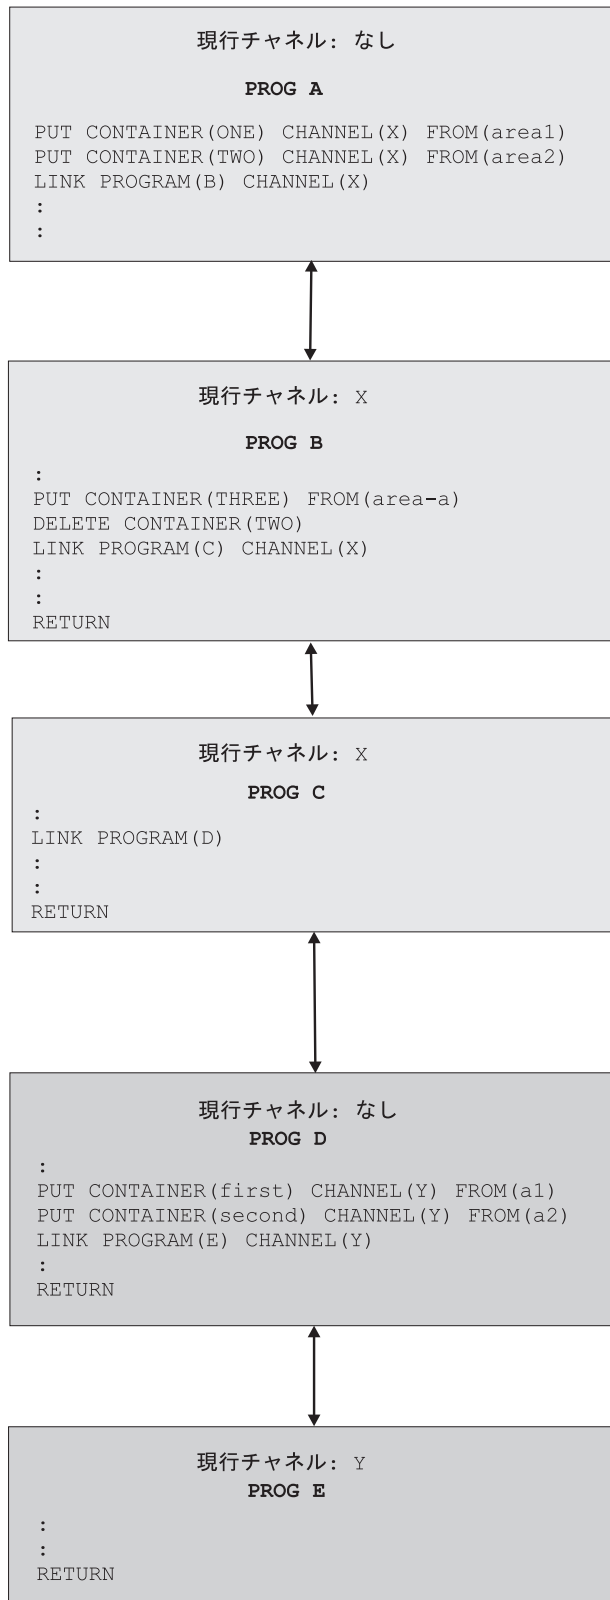 現行チャネル: なし
PROG A
PUT CONTAINER(ONE) CHANNEL(X) FROM(area1)
PUT CONTAINER(TWO) CHANNEL(X) FROM(area2)
LINK PROGRAM(B) CHANNEL(X)
:
:
現行チャネル: X
PROG B
:
PUT CONTAINER(THREE) FROM(area-a)
DELETE CONTAINER(TWO)
LINK PROGRAM(C) CHANNEL(X)
:
:
RETURN
現行チャネル: X
PROG C
:
LINK PROGRAM(D)
:
:
RETURN
現行チャネル: なし
PROG D
:
PUT CONTAINER(first) CHANNEL(Y) FROM(a1)
PUT CONTAINER(second) CHANNEL(Y) FROM(a2)
LINK PROGRAM(E) CHANNEL(Y)
:
RETURN
現行チャネル: Y
PROG E
:
:
RETURN